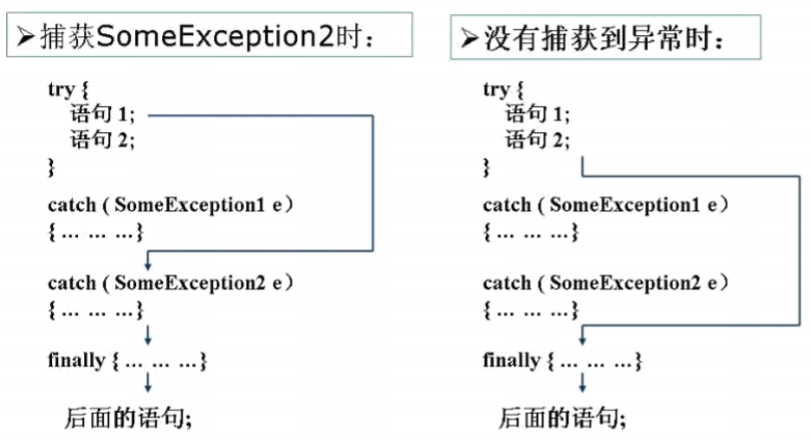 ➢捕获SomeException2时：
try {
语句 1;
语句 2;
}
catch ( SomeException1 e）
{ ... ... ...}
catch ( SomeException2 e）
{ ... ... ...}
finally { ... ... ...}
后面的语句;
➢没有捕获到异常时：
try {
语句 1;
语句 2;
}
catch ( SomeException1 e）
{ ... ... ...}
catch ( SomeException2 e）
{ ... ... ...}
finally { ... ... ...}
后面的语句;